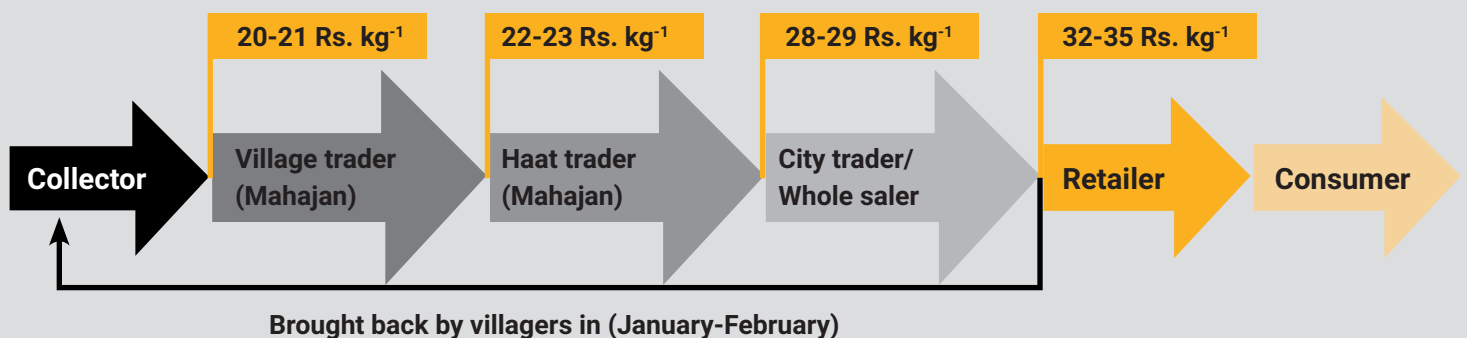 20-21 Rs. kg⁻¹
22-23 Rs. kg⁻¹
28-29 Rs. kg⁻¹
32-35 Rs. kg⁻¹
Collector
Village trader
(Mahajan)
Haat trader
(Mahajan)
City trader/
Whole saler
Retailer
Consumer
Brought back by villagers in (January-February)